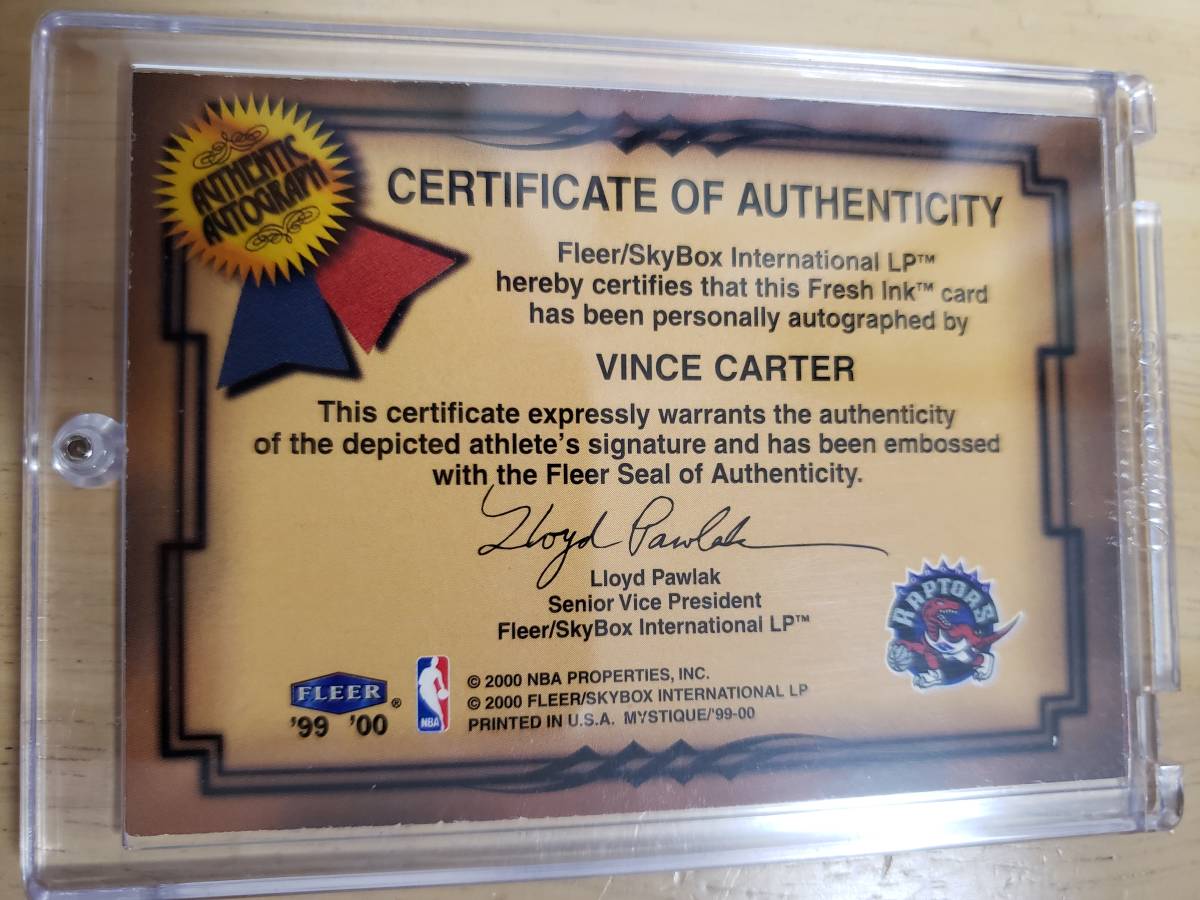 AUTHENTIC
AUTOGRAPH
CERTIFICATE OF AUTHENTICITY
Fleer/SkyBox International LP™
hereby certifies that this Fresh Ink™ card
has been personally autographed by
VINCE CARTER
This certificate expressly warrants the authenticity
of the depicted athlete's signature and has been embossed
with the Fleer Seal of Authenticity.
Lloyd Pawlak
Lloyd Pawlak
Senior Vice President
Fleer/SkyBox International LP™
RAPTORS
FLEER®
'99 '00
NBA
© 2000 NBA PROPERTIES, INC.
© 2000 FLEER/SKYBOX INTERNATIONAL LP
PRINTED IN U.S.A. MYSTIQUE/'99-00